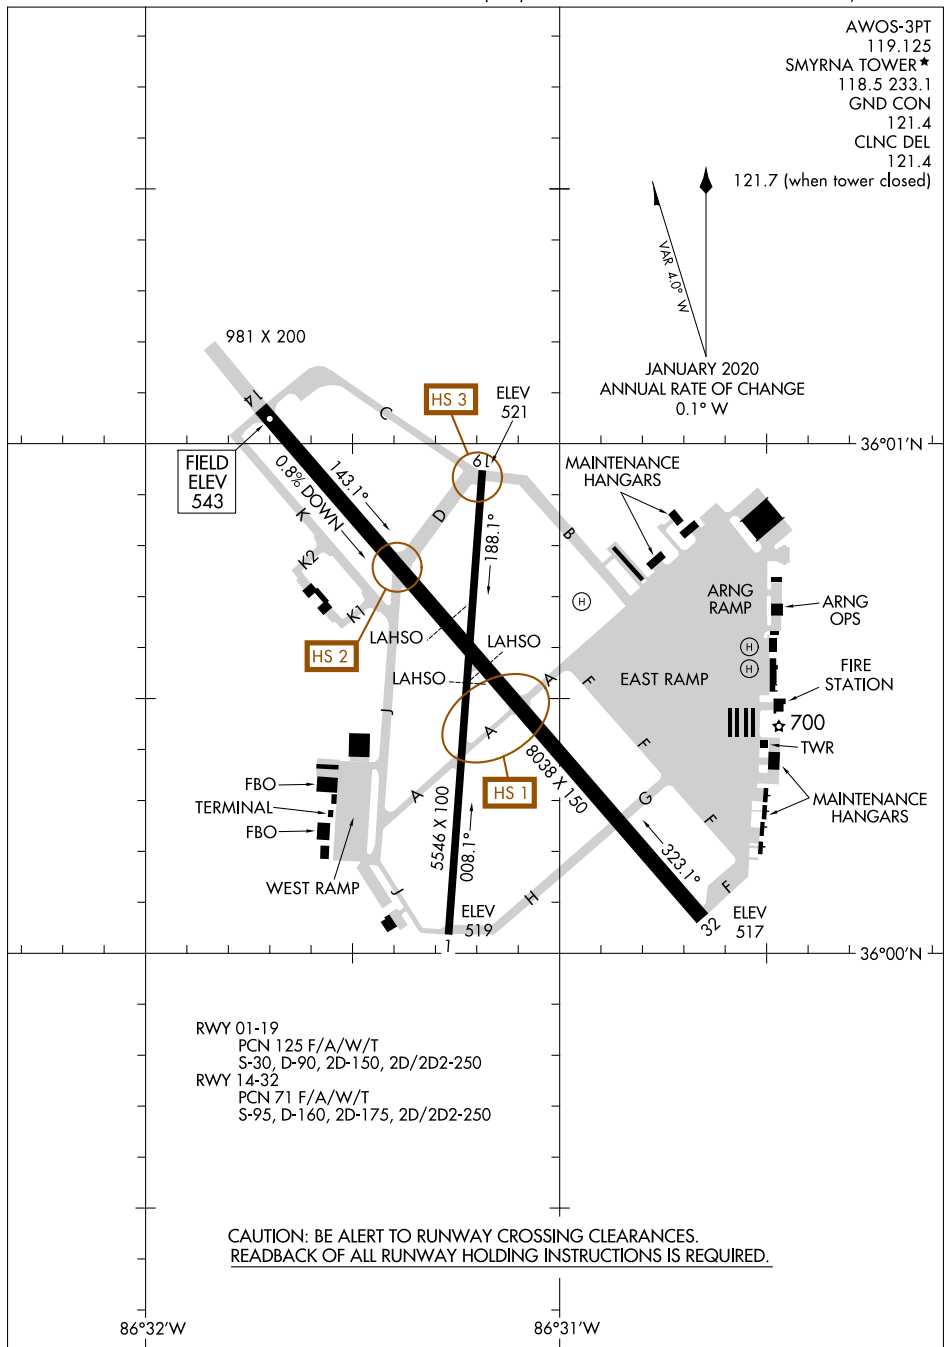 AWOS-3PT
119.125
SMYRNA TOWER★
118.5 233.1
GND CON
121.4
CLNC DEL
121.4
121.7 (when tower closed)
VAR 4.0° W
JANUARY 2020
ANNUAL RATE OF CHANGE
0.1° W
981 X 200
14
C
HS 3
ELEV
521
19
36°01'N
FIELD
ELEV
543
0.8% DOWN
143.1°
D
188.1°
MAINTENANCE
HANGARS
B
K
K2
K1
H
ARNG
RAMP
ARNG
OPS
LAHSO
LAHSO
LAHSO
HS 2
H
H
EAST RAMP
FIRE
STATION
A
F
700
TWR
J
A
F
HS 1
8038 X 150
FBO
TERMINAL
FBO
A
G
F
MAINTENANCE
HANGARS
5546 X 100
008.1°
323.1°
WEST RAMP
J
H
F
ELEV
519
32
ELEV
517
1
36°00'N
RWY 01-19
PCN 125 F/A/W/T
S-30, D-90, 2D-150, 2D/2D2-250
RWY 14-32
PCN 71 F/A/W/T
S-95, D-160, 2D-175, 2D/2D2-250
CAUTION: BE ALERT TO RUNWAY CROSSING CLEARANCES.
READBACK OF ALL RUNWAY HOLDING INSTRUCTIONS IS REQUIRED.
86°32'W
86°31'W